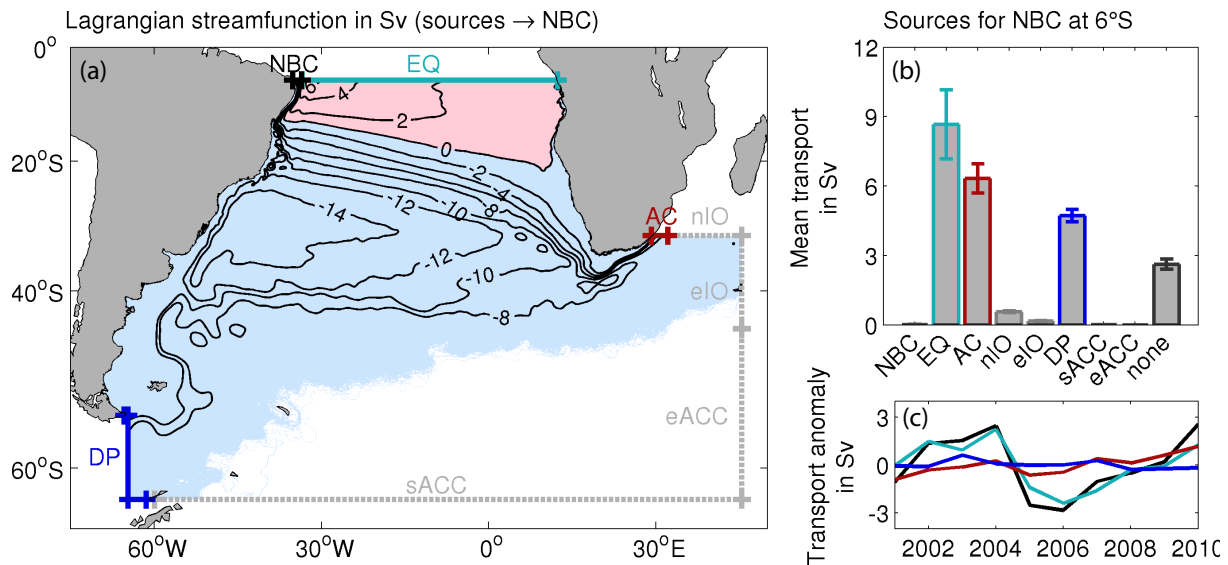 Lagrangian streamfunction in Sv (sources → NBC)
0°
20°S
40°S
60°S
60°W
30°W
0°
30°E
(a)
NBC
EQ
6
4
2
0
-2
-4
-8
-10
-12
-14
-12
-10
-8
AC
nIO
eIO
eACC
sACC
DP
Sources for NBC at 6°S
(b)
Mean transport
in Sv
12
9
6
3
0
NBC
EQ
AC
nIO
eIO
DP
sACC
eACC
none
(c)
Transport anomaly
in Sv
3
0
-3
2002
2004
2006
2008
2010